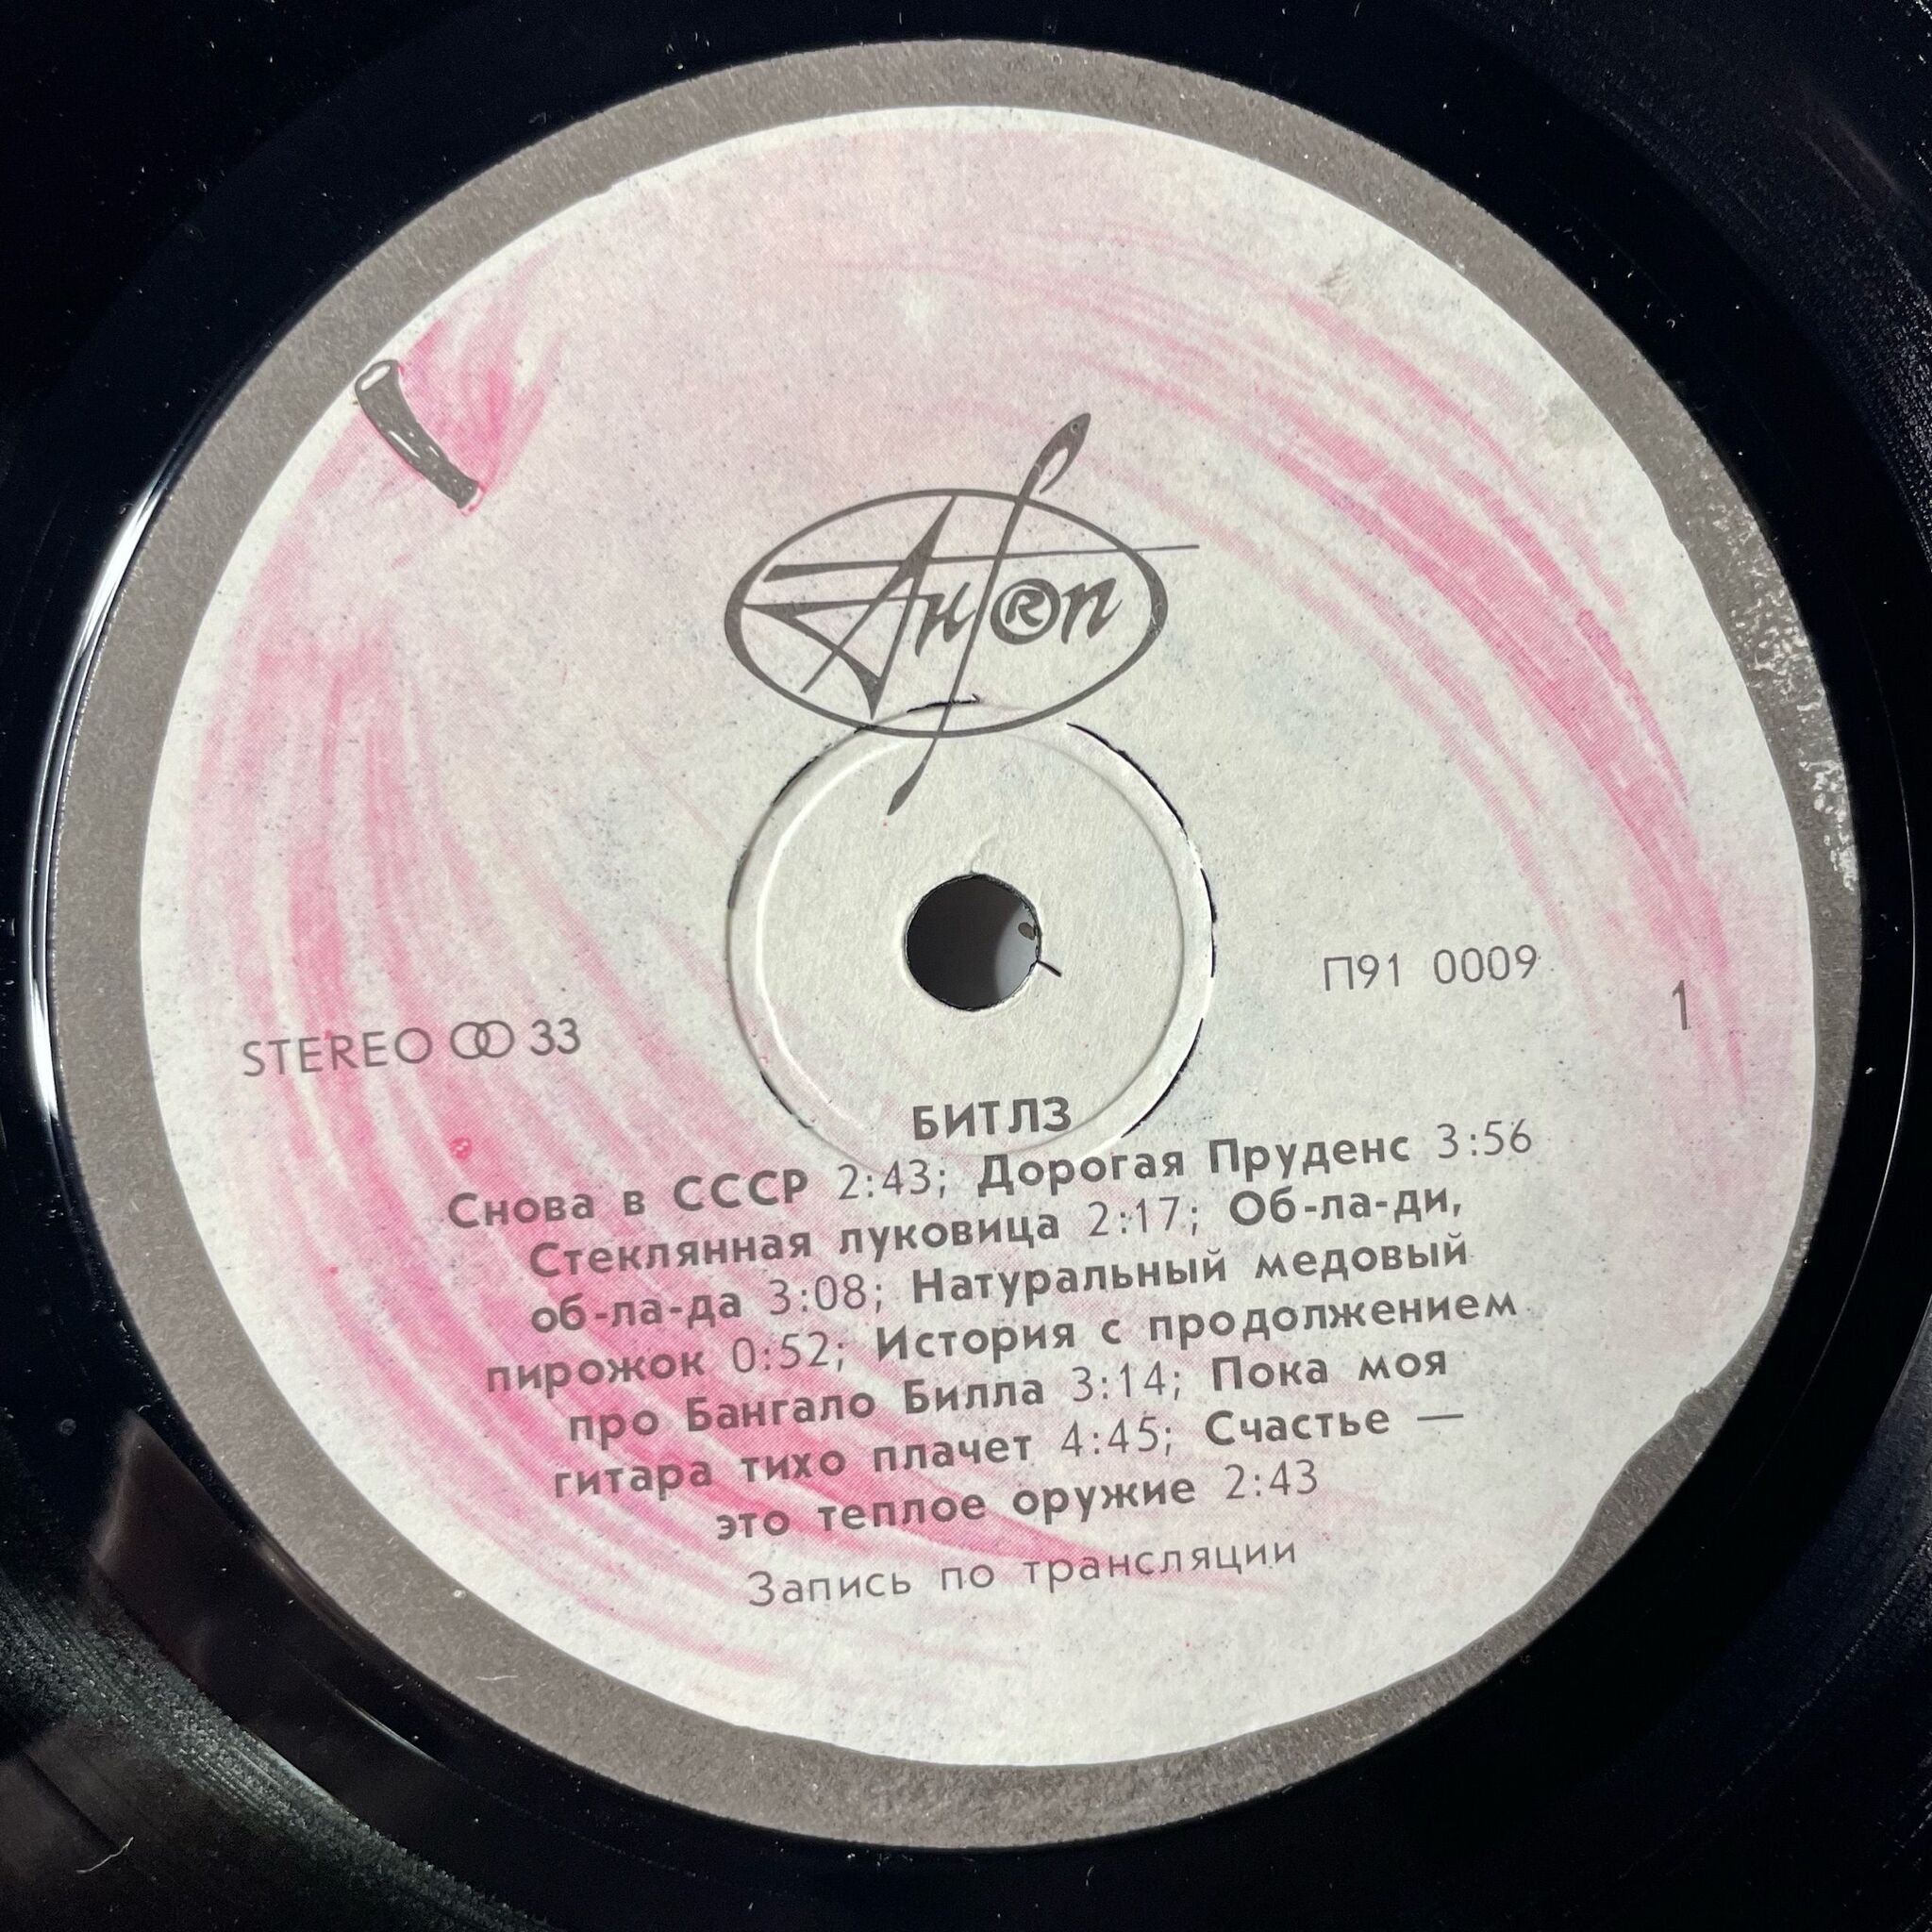 Антроп
®
П91 0009
1
STEREO 33
БИТЛЗ
Снова в СССР 2:43; Дорогая Пруденс 3:56
Стеклянная луковица 2:17; Об-ла-ди,
об-ла-да 3:08; Натуральный медовый
пирожок 0:52; История с продолжением
про Бангало Билла 3:14; Пока моя
гитара тихо плачет 4:45; Счастье —
это теплое оружие 2:43
Запись по трансляции